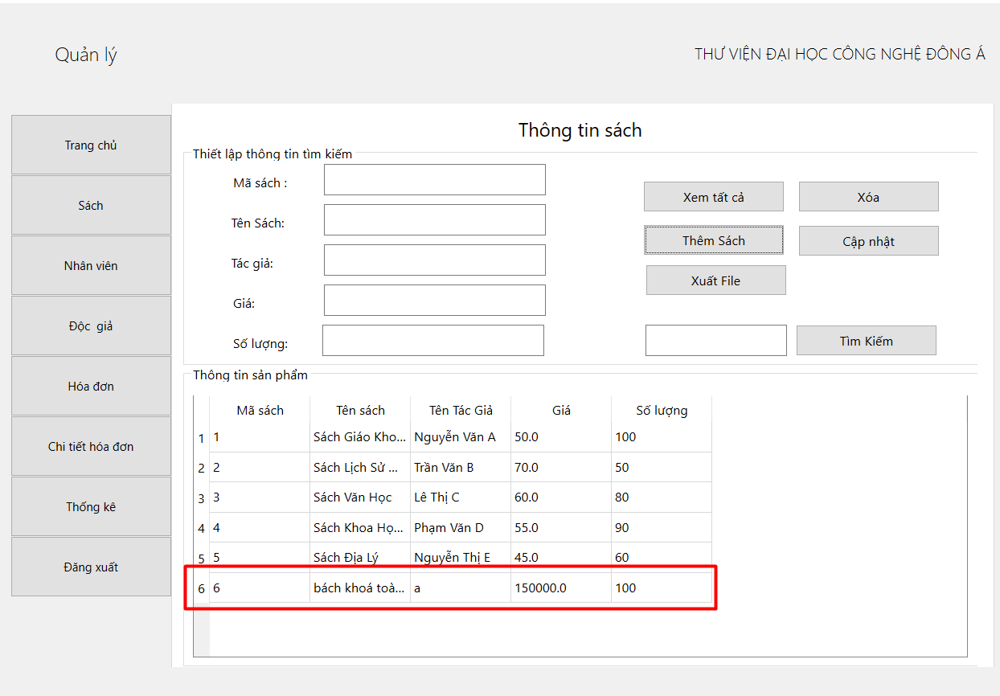 Quản lý
THƯ VIỆN ĐẠI HỌC CÔNG NGHỆ ĐÔNG Á
Trang chủ
Sách
Nhân viên
Độc giả
Hóa đơn
Chi tiết hóa đơn
Thống kê
Đăng xuất
Thông tin sách
Thiết lập thông tin tìm kiếm
Mã sách :
Tên Sách:
Tác giả:
Giá:
Số lượng:
Xem tất cả
Xóa
Thêm Sách
Cập nhật
Xuất File
Tìm Kiếm
Thông tin sản phẩm
Mã sách Tên sách Tên Tác Giả Giá Số lượng
1 1 Sách Giáo Kho... Nguyễn Văn A 50.0 100
2 2 Sách Lịch Sử ... Trần Văn B 70.0 50
3 3 Sách Văn Học Lê Thị C 60.0 80
4 4 Sách Khoa Họ... Phạm Văn D 55.0 90
5 5 Sách Địa Lý Nguyễn Thị E 45.0 60
6 6 bách khoá toà... a 150000.0 100